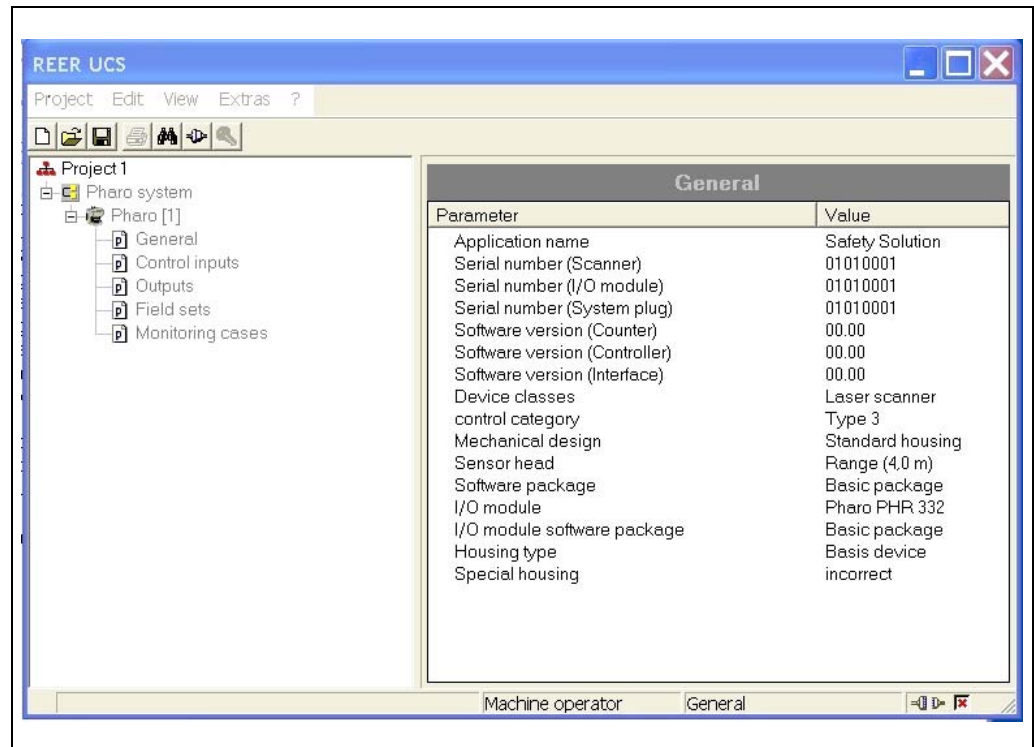 REER UCS
Project Edit View Extras ?
Project 1
Pharo system
Pharo [1]
General
Control inputs
Outputs
Field sets
Monitoring cases
General
Parameter Value
Application name Safety Solution
Serial number (Scanner) 01010001
Serial number (I/O module) 01010001
Serial number (System plug) 01010001
Software version (Counter) 00.00
Software version (Controller) 00.00
Software version (Interface) 00.00
Device classes Laser scanner
control category Type 3
Mechanical design Standard housing
Sensor head Range (4,0 m)
Software package Basic package
I/O module Pharo PHR 332
I/O module software package Basic package
Housing type Basis device
Special housing incorrect
Machine operator General